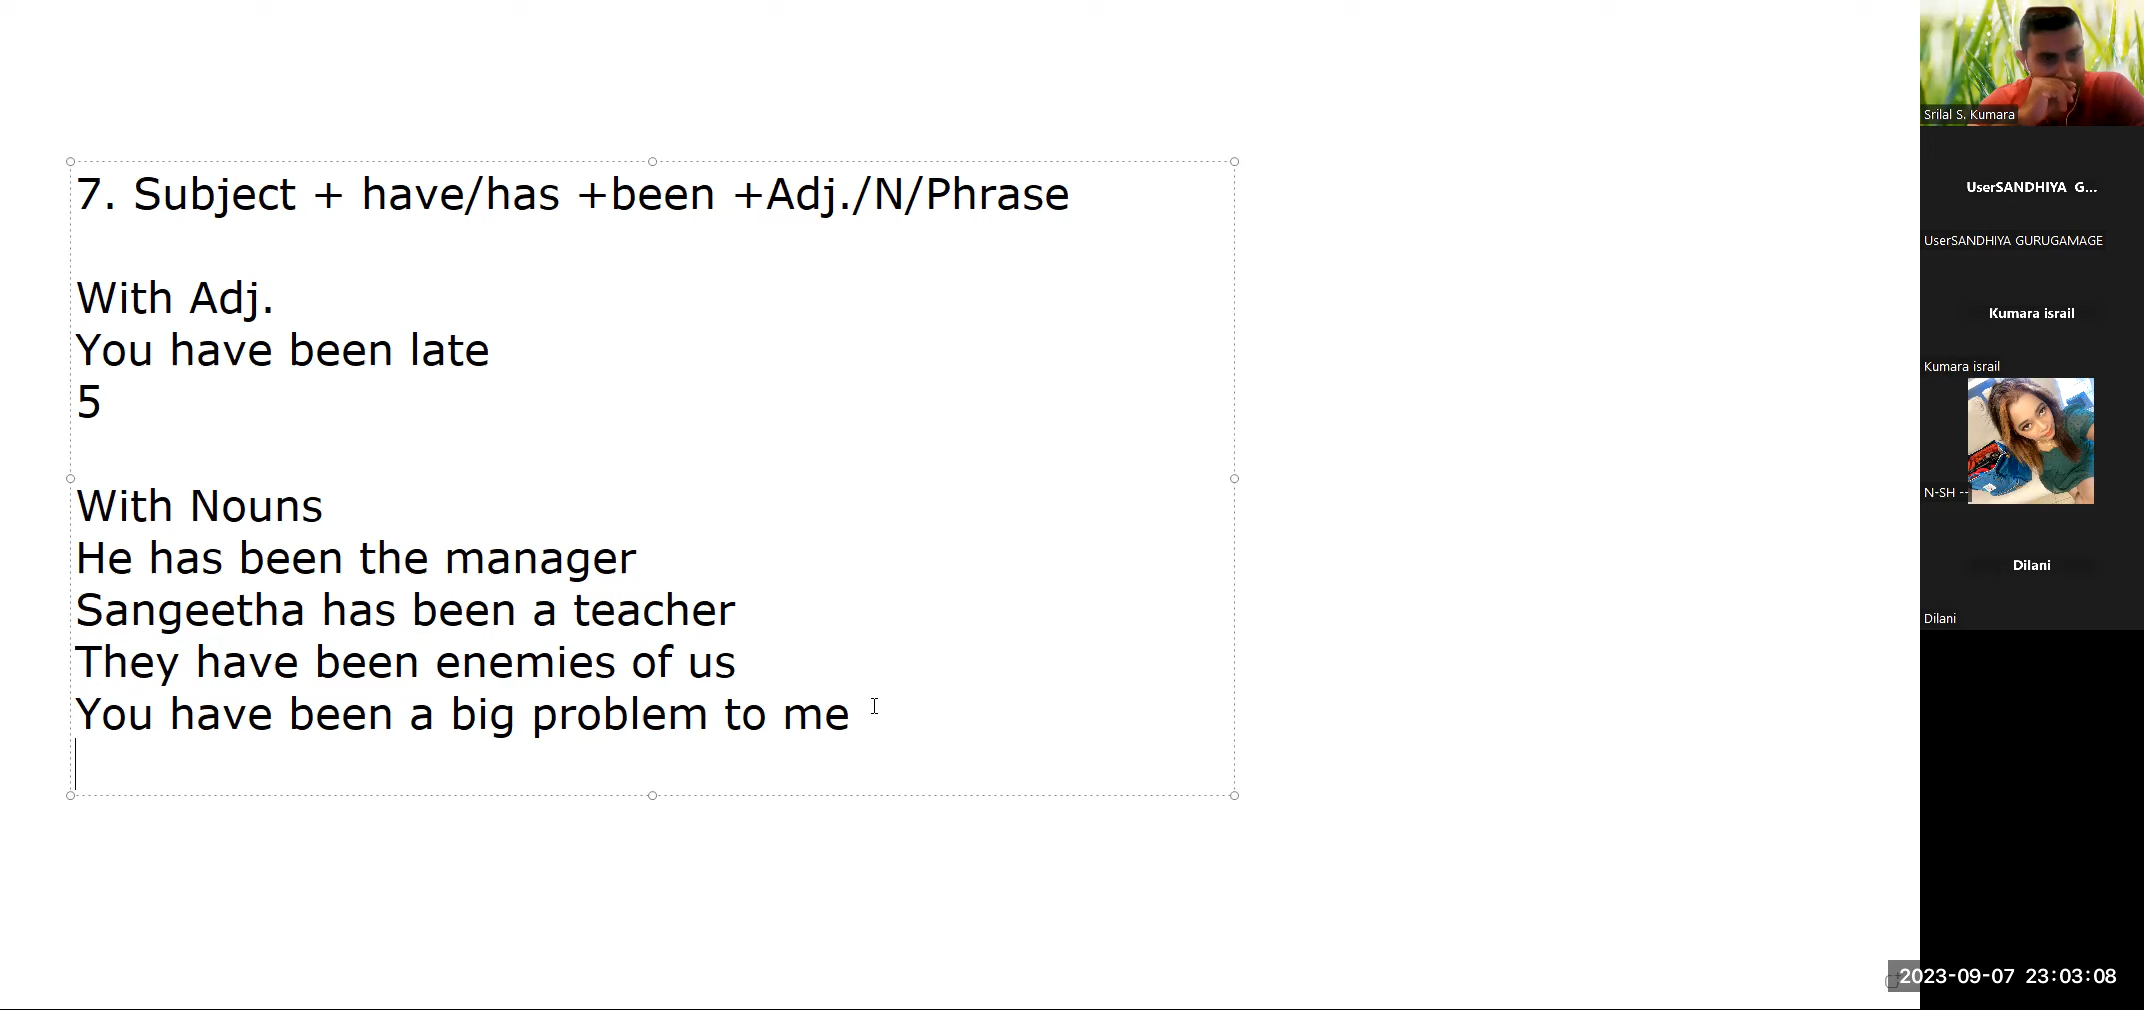 7. Subject + have/has +been +Adj./N/Phrase
With Adj.
You have been late
5
With Nouns
He has been the manager
Sangeetha has been a teacher
They have been enemies of us
You have been a big problem to me
Srilal S. Kumara
UserSANDHIYA G...
UserSANDHIYA GURUGAMAGE
Kumara israil
Kumara israil
N-SH --
Dilani
Dilani
2023-09-07 23:03:08